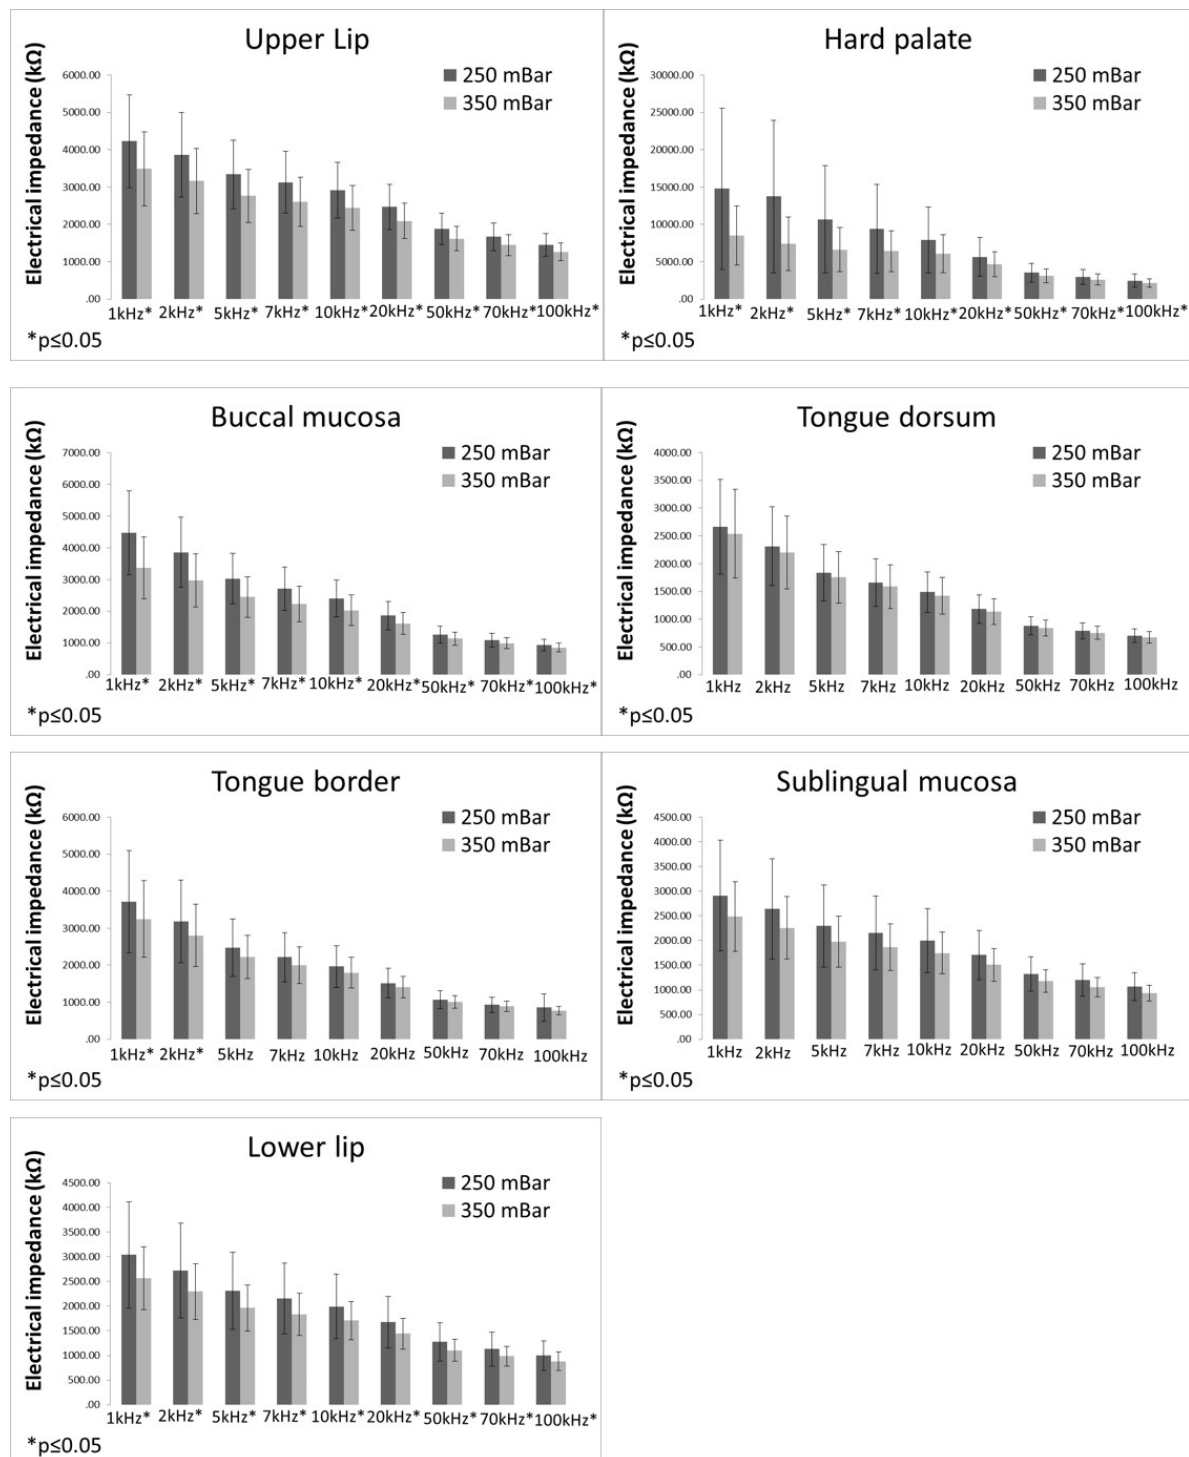 Upper Lip
Electrical impedance (kΩ)
6000.00
5000.00
4000.00
3000.00
2000.00
1000.00
.00
250 mBar
350 mBar
1kHz* 2kHz* 5kHz* 7kHz* 10kHz* 20kHz* 50kHz* 70kHz* 100kHz*
*p≤0.05
Hard palate
Electrical impedance (kΩ)
30000.00
25000.00
20000.00
15000.00
10000.00
5000.00
.00
250 mBar
350 mBar
1kHz* 2kHz* 5kHz* 7kHz* 10kHz* 20kHz* 50kHz* 70kHz* 100kHz*
*p≤0.05
Buccal mucosa
Electrical impedance (kΩ)
7000.00
6000.00
5000.00
4000.00
3000.00
2000.00
1000.00
.00
250 mBar
350 mBar
1kHz* 2kHz* 5kHz* 7kHz* 10kHz* 20kHz* 50kHz* 70kHz* 100kHz*
*p≤0.05
Tongue dorsum
Electrical impedance (kΩ)
4000.00
3500.00
3000.00
2500.00
2000.00
1500.00
1000.00
500.00
.00
250 mBar
350 mBar
1kHz 2kHz 5kHz 7kHz 10kHz 20kHz 50kHz 70kHz 100kHz
*p≤0.05
Tongue border
Electrical impedance (kΩ)
6000.00
5000.00
4000.00
3000.00
2000.00
1000.00
.00
250 mBar
350 mBar
1kHz* 2kHz* 5kHz 7kHz 10kHz 20kHz 50kHz 70kHz 100kHz
*p≤0.05
Sublingual mucosa
Electrical impedance (kΩ)
4500.00
4000.00
3500.00
3000.00
2500.00
2000.00
1500.00
1000.00
500.00
.00
250 mBar
350 mBar
1kHz 2kHz 5kHz 7kHz 10kHz 20kHz 50kHz 70kHz 100kHz
*p≤0.05
Lower lip
Electrical impedance (kΩ)
4500.00
4000.00
3500.00
3000.00
2500.00
2000.00
1500.00
1000.00
500.00
.00
250 mBar
350 mBar
1kHz* 2kHz* 5kHz* 7kHz* 10kHz* 20kHz* 50kHz* 70kHz* 100kHz*
*p≤0.05